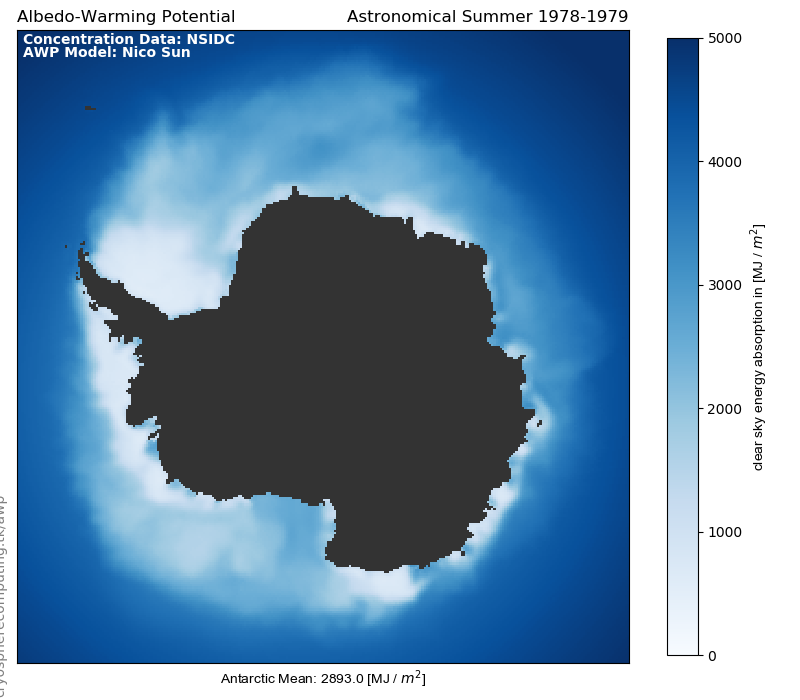 Albedo-Warming Potential
Astronomical Summer 1978-1979
Concentration Data: NSIDC
AWP Model: Nico Sun
5000
4000
3000
2000
1000
0
clear sky energy absorption in [MJ / m²]
cryospherecomputing.tk/awp
Antarctic Mean: 2893.0 [MJ / m²]